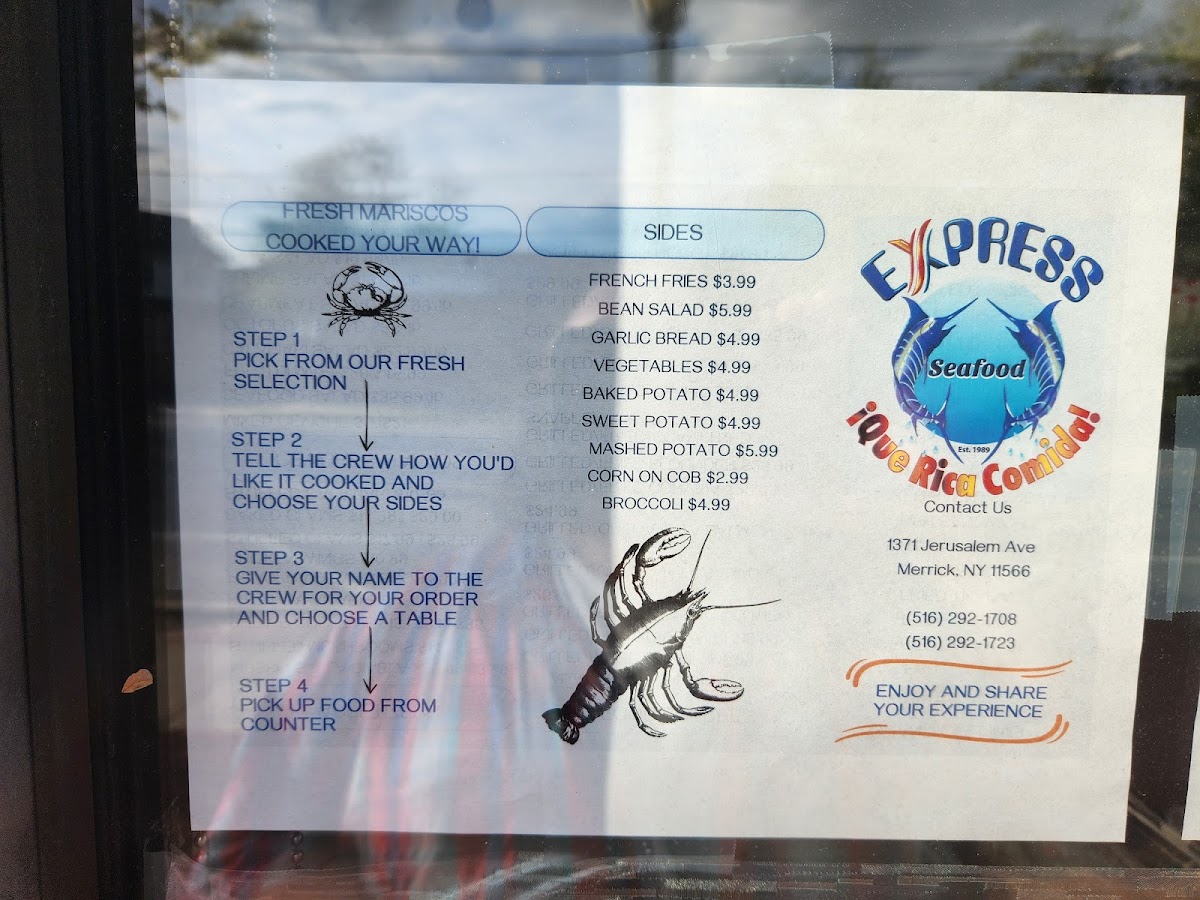 FRESH MARISCOS
COOKED YOUR WAY!
STEP 1
PICK FROM OUR FRESH
SELECTION
STEP 2
TELL THE CREW HOW YOU'D
LIKE IT COOKED AND
CHOOSE YOUR SIDES
STEP 3
GIVE YOUR NAME TO THE
CREW FOR YOUR ORDER
AND CHOOSE A TABLE
STEP 4
PICK UP FOOD FROM
COUNTER
SIDES
FRENCH FRIES $3.99
BEAN SALAD $5.99
GARLIC BREAD $4.99
VEGETABLES $4.99
BAKED POTATO $4.99
SWEET POTATO $4.99
MASHED POTATO $5.99
CORN ON COB $2.99
BROCCOLI $4.99
EXPRESS
Seafood
Est. 1989
¡Que Rica Comida!
Contact Us
1371 Jerusalem Ave
Merrick, NY 11566
(516) 292-1708
(516) 292-1723
ENJOY AND SHARE
YOUR EXPERIENCE